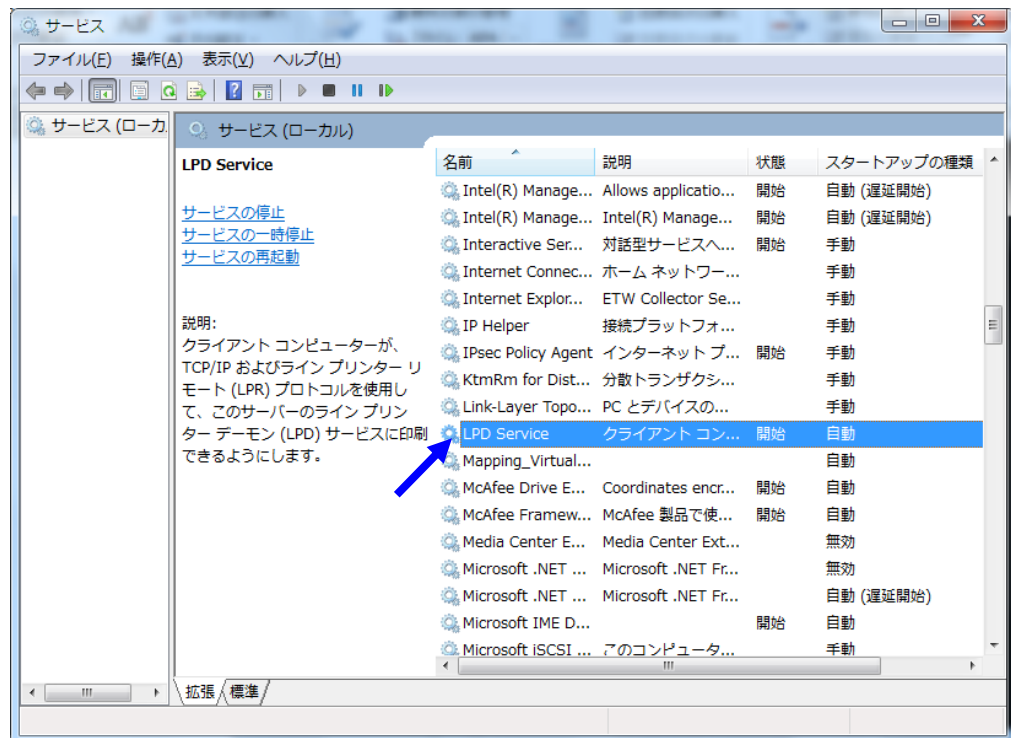 サービス
ファイル(F) 操作(A) 表示(V) ヘルプ(H)
サービス (ローカ
サービス (ローカル)
LPD Service
サービスの停止
サービスの一時停止
サービスの再起動
説明:
クライアント コンピューターが、
TCP/IP およびライン プリンター リ
モート (LPR) プロトコルを使用し
て、このサーバーのライン プリン
ター デーモン (LPD) サービスに印刷
できるようにします。
名前 説明 状態 スタートアップの種類
Intel(R) Manage... Allows applicatio... 開始 自動 (遅延開始)
Intel(R) Manage... Intel(R) Manage... 開始 自動 (遅延開始)
Interactive Ser... 対話型サービスへ... 開始 手動
Internet Connec... ホーム ネットワー... 手動
Internet Explor... ETW Collector Se... 手動
IP Helper 接続プラットフォ... 手動
IPsec Policy Agent インターネット プ... 開始 手動
KtmRm for Dist... 分散トランザクシ... 手動
Link-Layer Topo... PC とデバイスの... 手動
LPD Service クライアント コン... 開始 自動
Mapping_Virtual... 自動
McAfee Drive E... Coordinates encr... 開始 自動
McAfee Framew... McAfee 製品で使... 開始 自動
Media Center E... Media Center Ext... 無効
Microsoft .NET ... Microsoft .NET Fr... 無効
Microsoft .NET ... Microsoft .NET Fr... 自動 (遅延開始)
Microsoft IME D... 開始 自動
Microsoft iSCSI ... このコンピュータ... 手動
拡張 標準